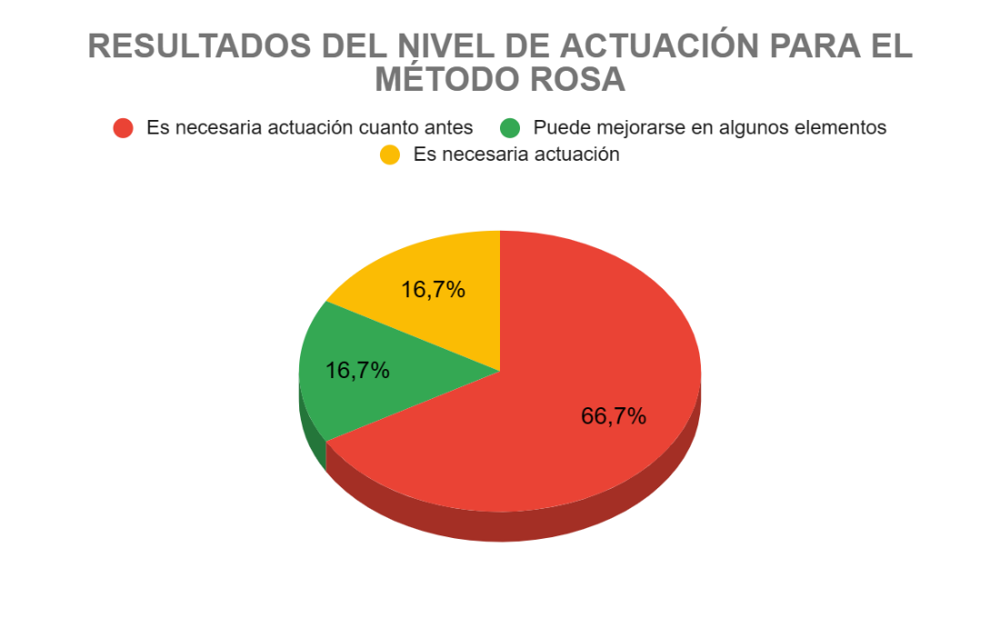 RESULTADOS DEL NIVEL DE ACTUACIÓN PARA EL
MÉTODO ROSA
Es necesaria actuación cuanto antes
Puede mejorarse en algunos elementos
Es necesaria actuación
16,7%
16,7%
66,7%